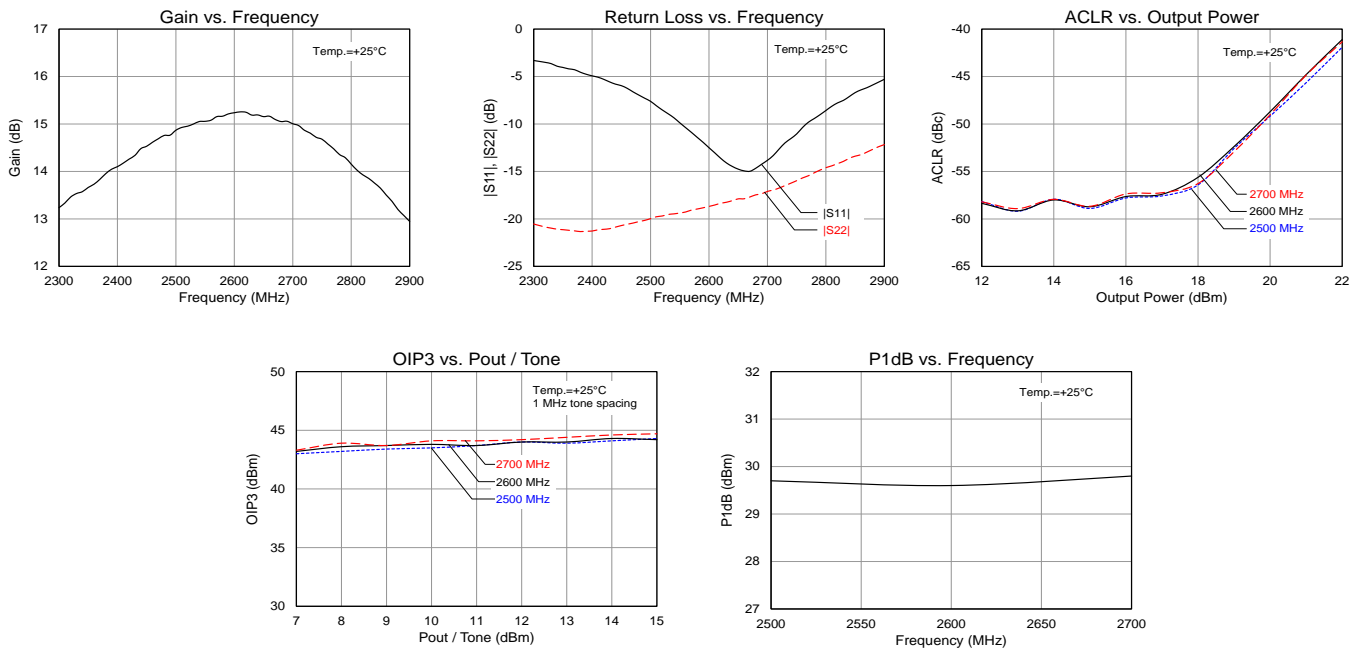 Gain vs. Frequency
Gain (dB)
17
16
15
14
13
12
Temp.=+25°C
2300 2400 2500 2600 2700 2800 2900
Frequency (MHz)
Return Loss vs. Frequency
|S11|, |S22| (dB)
0
-5
-10
-15
-20
-25
Temp.=+25°C
|S11|
|S22|
2300 2400 2500 2600 2700 2800 2900
Frequency (MHz)
ACLR vs. Output Power
ACLR (dBc)
-40
-45
-50
-55
-60
-65
Temp.=+25°C
2700 MHz
2600 MHz
2500 MHz
12 14 16 18 20 22
Output Power (dBm)
OIP3 vs. Pout / Tone
OIP3 (dBm)
50
45
40
35
30
Temp.=+25°C
1 MHz tone spacing
2700 MHz
2600 MHz
2500 MHz
7 8 9 10 11 12 13 14 15
Pout / Tone (dBm)
P1dB vs. Frequency
P1dB (dBm)
32
31
30
29
28
27
Temp.=+25°C
2500 2550 2600 2650 2700
Frequency (MHz)